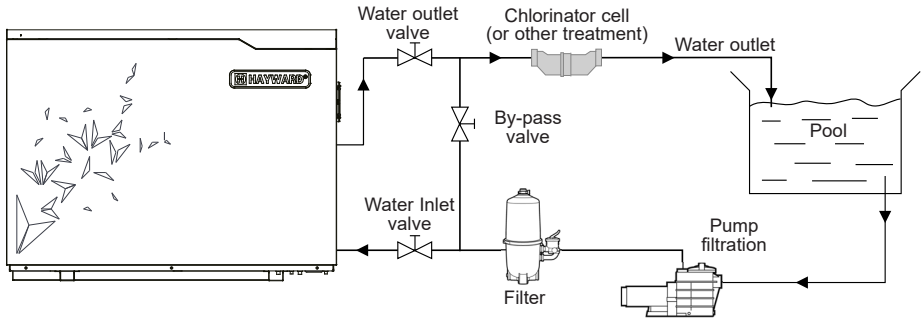 Water outlet
valve
Chlorinator cell
(or other treatment)
Water outlet
HAYWARD®
By-pass
valve
Pool
Water Inlet
valve
Pump
filtration
Filter